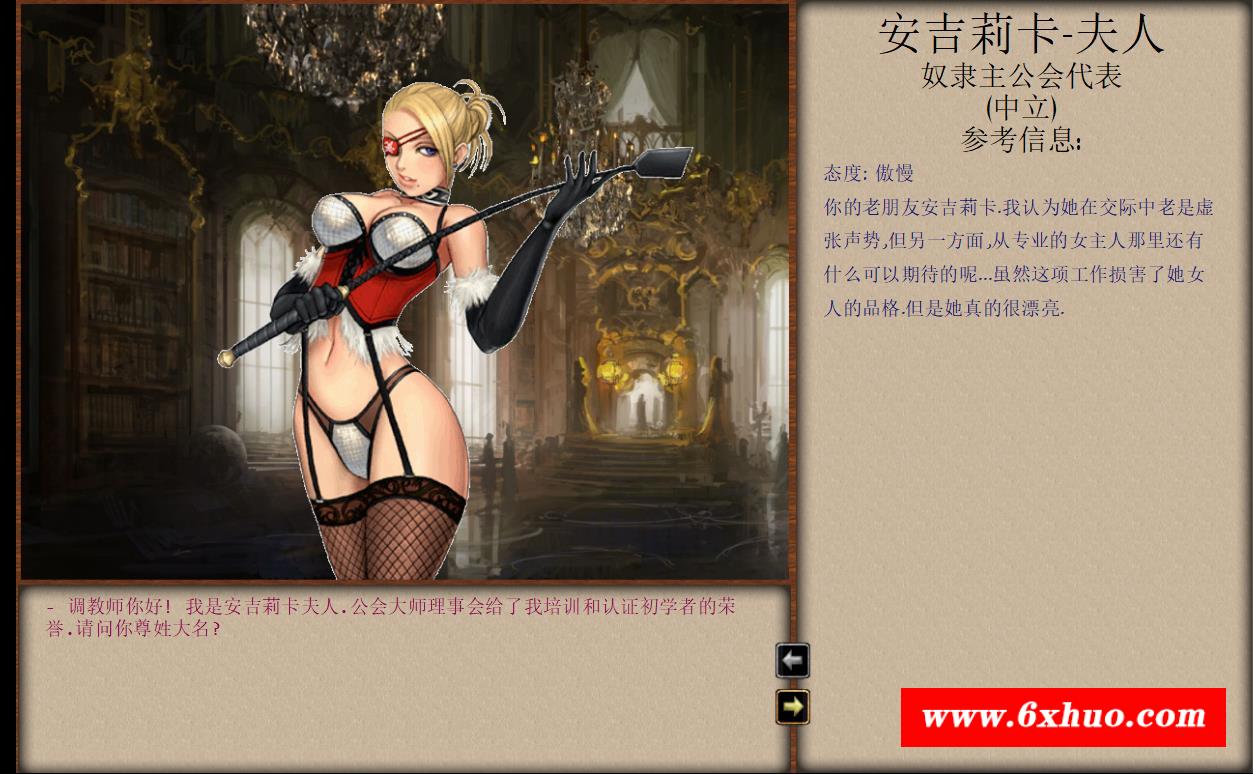 安吉莉卡-夫人
奴隶主公会代表
(中立)
参考信息:
态度: 傲慢
你的老朋友安吉莉卡.我认为她在交际中老是虚
张声势,但另一方面,从专业的女主人那里还有
什么可以期待的呢...虽然这项工作损害了她女
人的品格.但是她真的很漂亮.
- 调教师你好! 我是安吉莉卡夫人.公会大师理事会给了我培训和认证初学者的荣
誉.请问你尊姓大名?
www.6xhuo.com